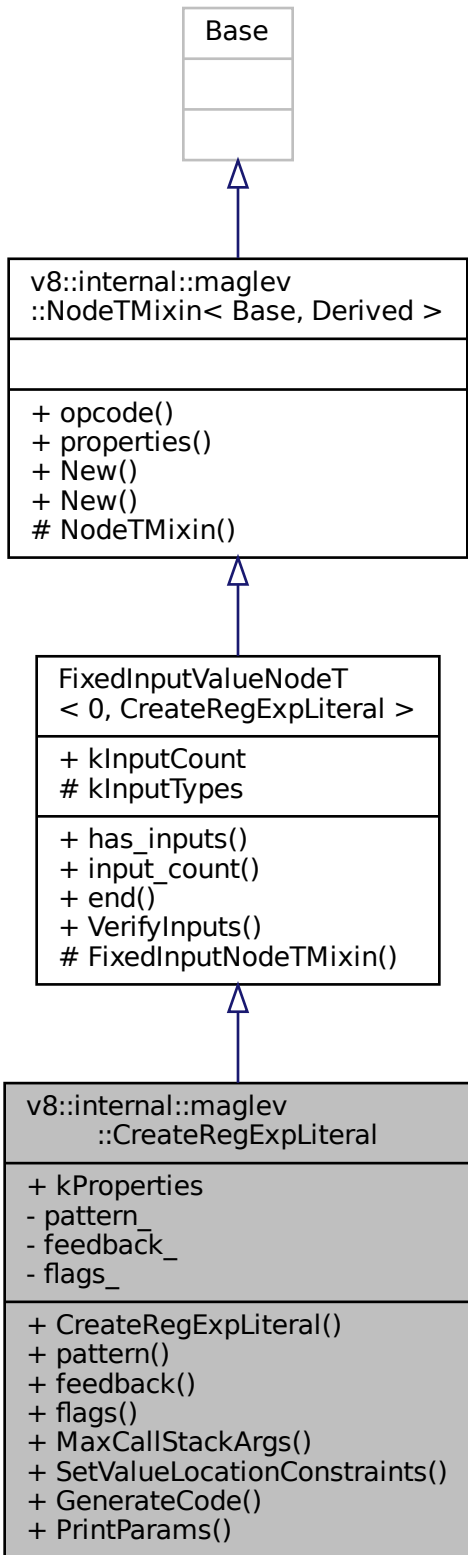 Base
v8::internal::maglev
::NodeTMixin< Base, Derived >
+ opcode()
+ properties()
+ New()
+ New()
# NodeTMixin()
FixedInputValueNodeT
< 0, CreateRegExpLiteral >
+ kInputCount
# kInputTypes
+ has_inputs()
+ input_count()
+ end()
+ VerifyInputs()
# FixedInputNodeTMixin()
v8::internal::maglev
::CreateRegExpLiteral
+ kProperties
- pattern_
- feedback_
- flags_
+ CreateRegExpLiteral()
+ pattern()
+ feedback()
+ flags()
+ MaxCallStackArgs()
+ SetValueLocationConstraints()
+ GenerateCode()
+ PrintParams()